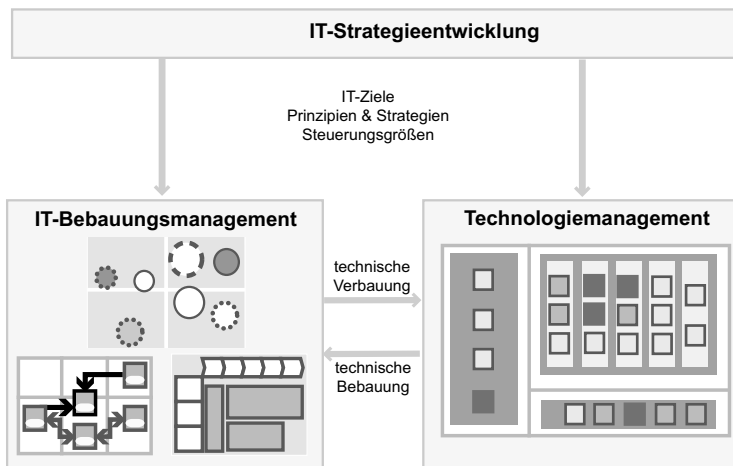 IT-Strategieentwicklung
IT-Ziele
Prinzipien & Strategien
Steuerungsgrößen
IT-Bebauungsmanagement
Technologiemanagement
technische
Verbauung
technische
Bebauung